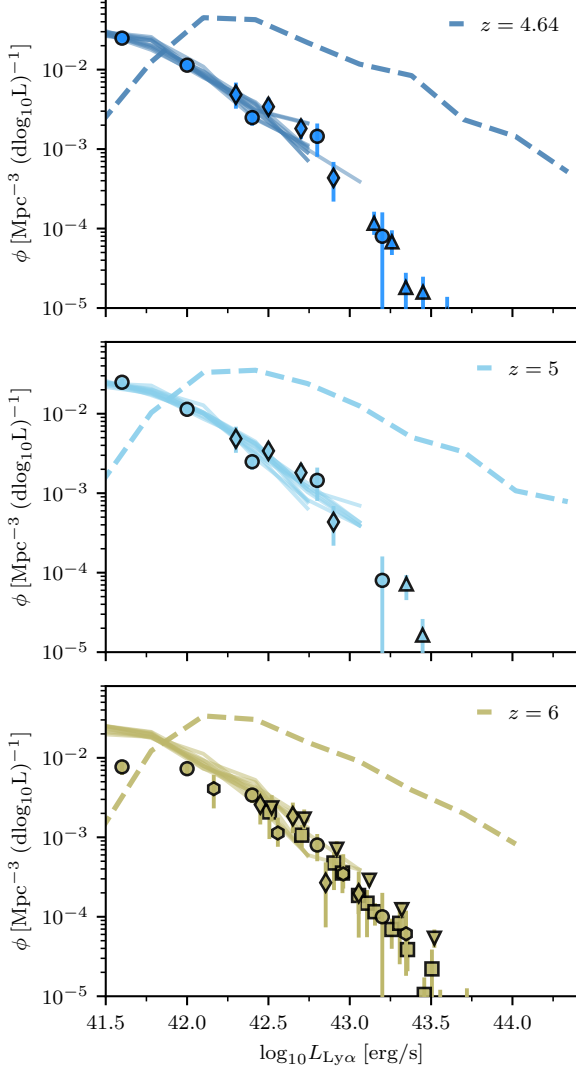 z = 4.64
10⁻²
10⁻³
10⁻⁴
10⁻⁵
ϕ [Mpc⁻³ (dlog₁₀L)⁻¹]
z = 5
10⁻²
10⁻³
10⁻⁴
10⁻⁵
ϕ [Mpc⁻³ (dlog₁₀L)⁻¹]
z = 6
10⁻²
10⁻³
10⁻⁴
10⁻⁵
ϕ [Mpc⁻³ (dlog₁₀L)⁻¹]
41.5 42.0 42.5 43.0 43.5 44.0
log₁₀ L_Lyα [erg/s]